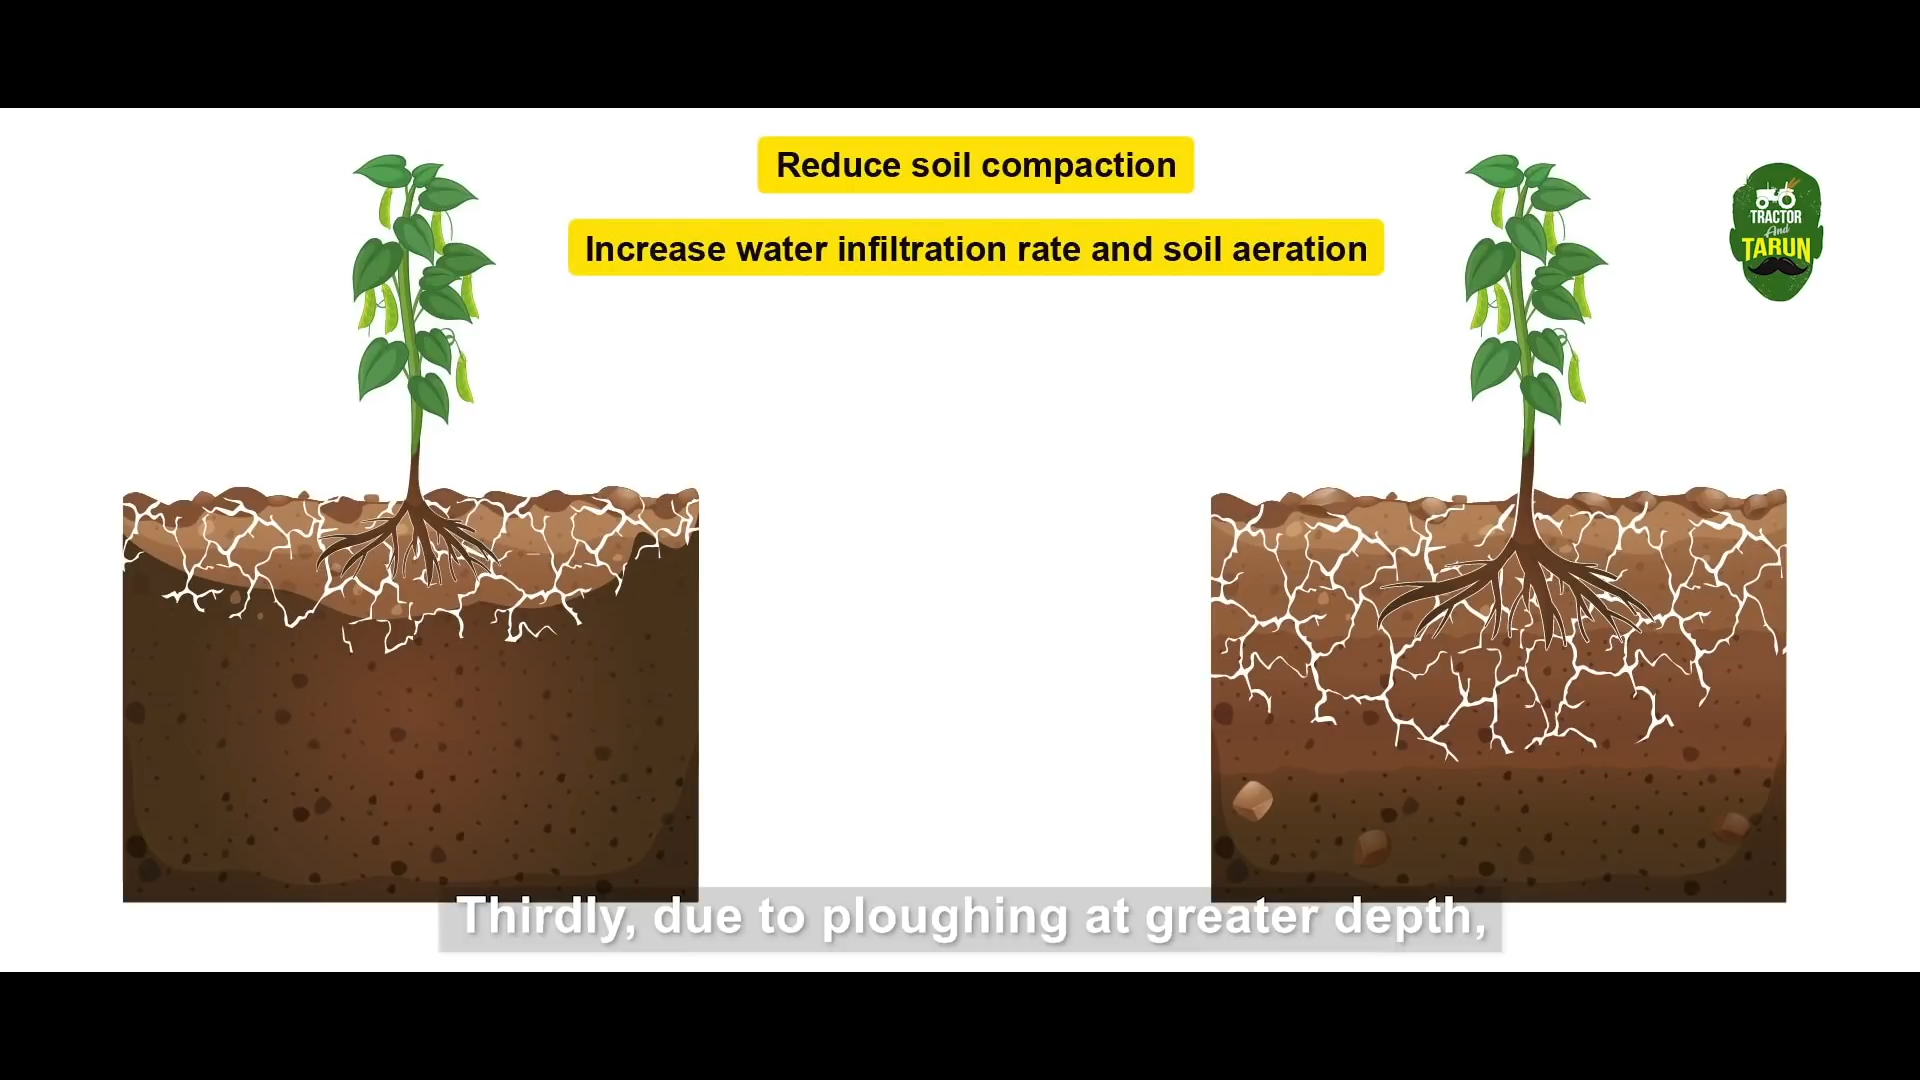 Reduce soil compaction
Increase water infiltration rate and soil aeration
TRACTOR
And
TARUN
Thirdly, due to ploughing at greater depth,